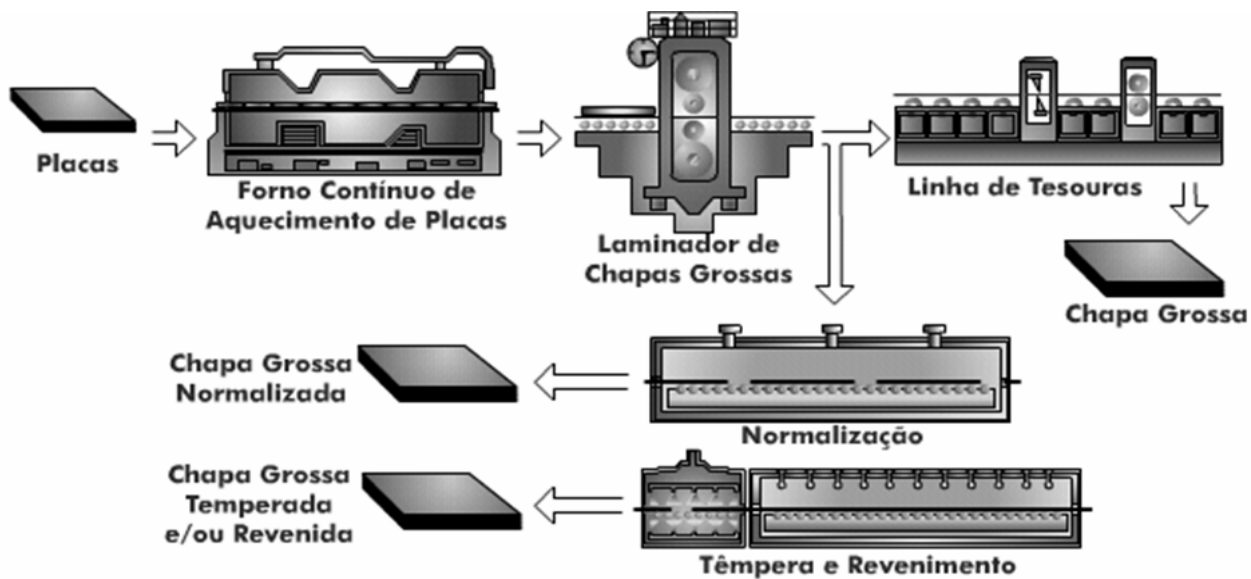 Placas
Forno Contínuo de
Aquecimento de Placas
Laminador de
Chapas Grossas
Linha de Tesouras
Chapa Grossa
Chapa Grossa
Normalizada
Normalização
Chapa Grossa
Temperada
e/ou Revenida
Têmpera e Revenimento